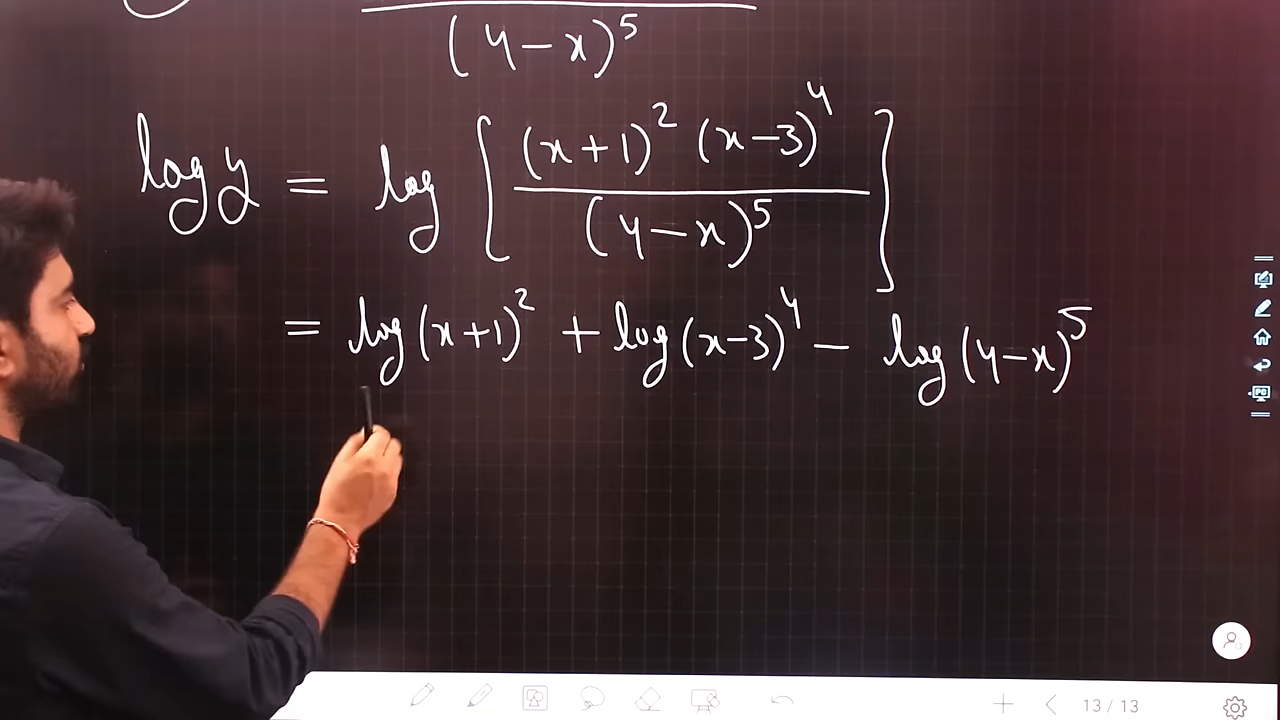 (4-x)^5
log y = log [ (x+1)^2 (x-3)^4 / (4-x)^5 ]
= log(x+1)^2 + log(x-3)^4 - log(4-x)^5
13 / 13